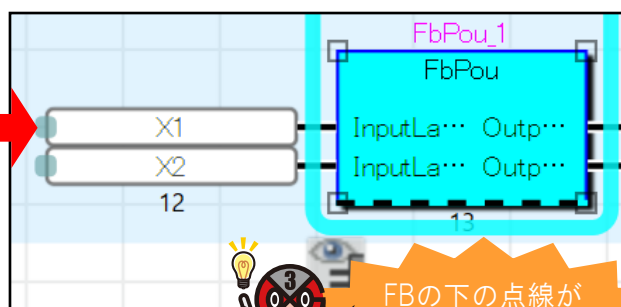 FbPou_1
FbPou
X1
InputLa… Outp…
X2
InputLa… Outp…
12
13
3
FBの下の点線が